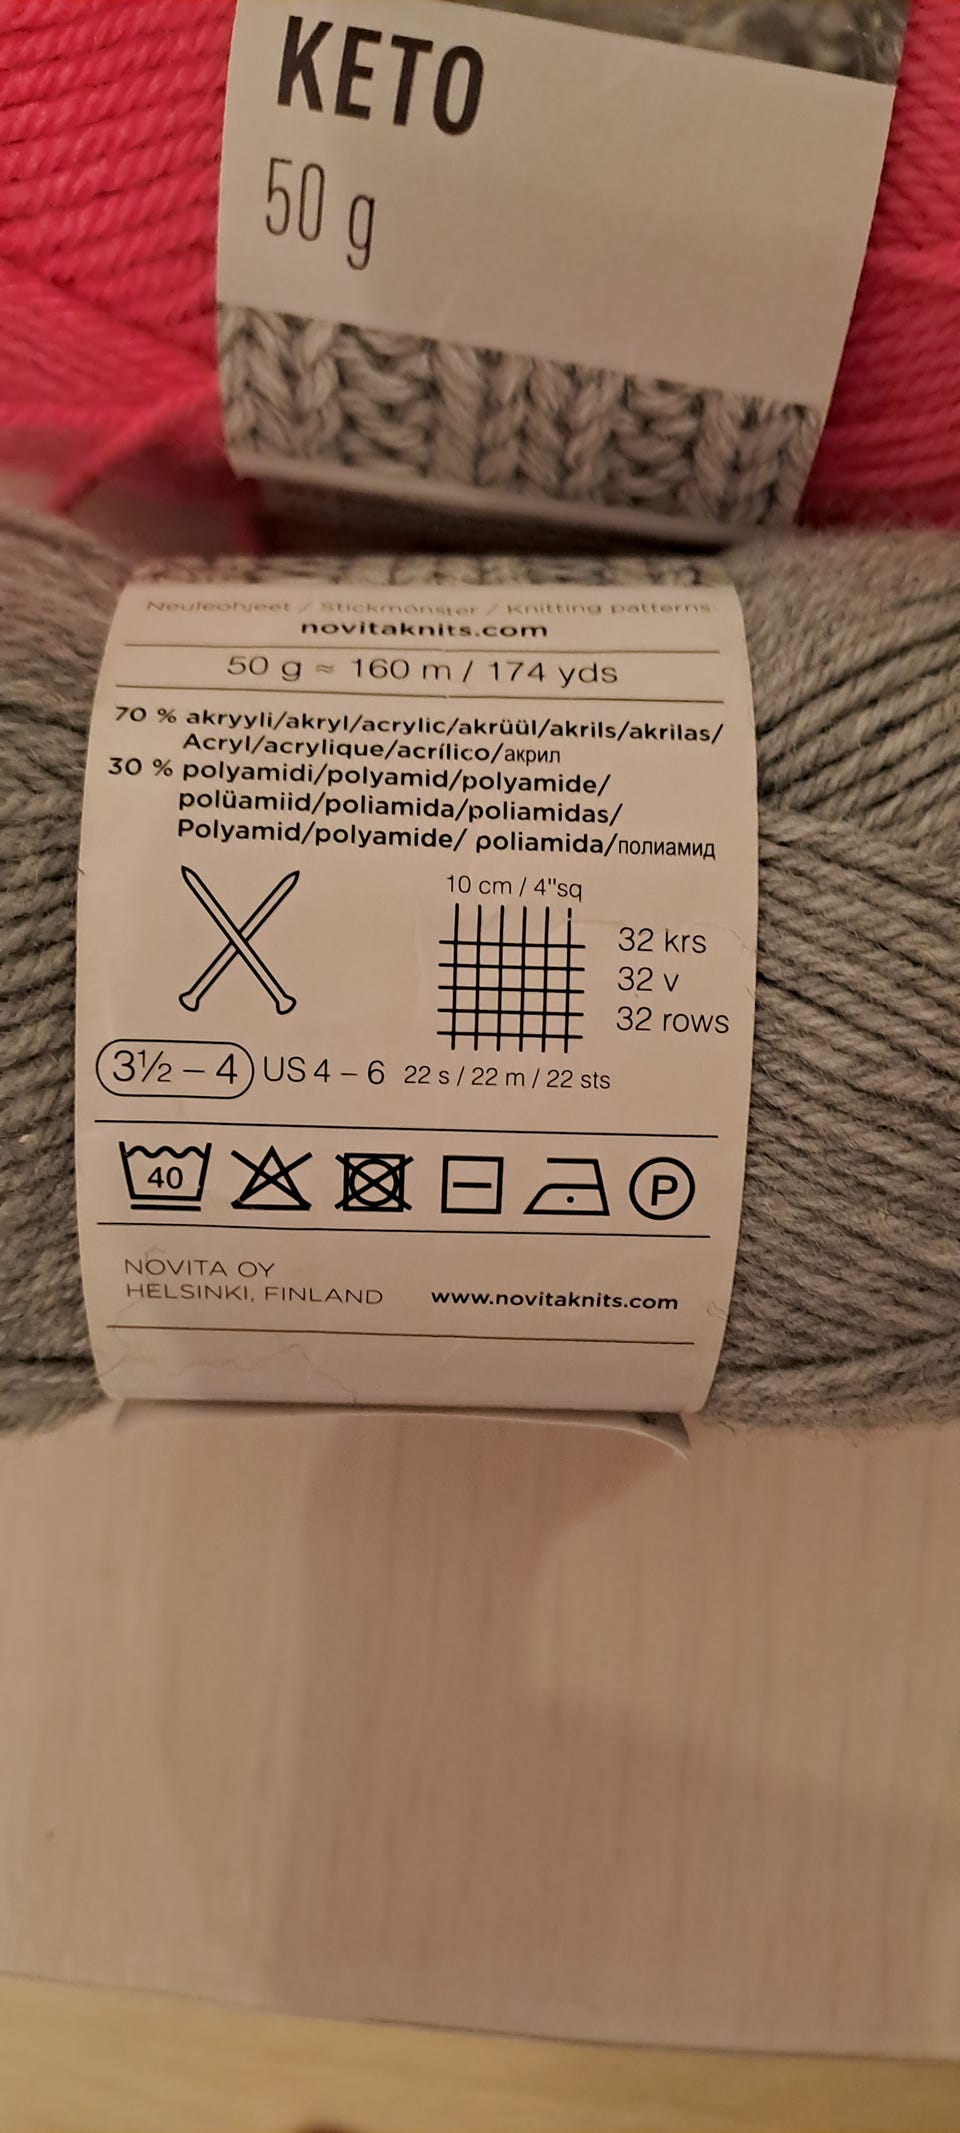 KETO
50 g
Neuleohjeet / Stickmönster / Knitting patterns:
novitaknits.com
50 g ≈ 160 m / 174 yds
70 % akryyli/akryl/acrylic/akrüül/akrils/akrilas/
Acryl/acrylique/acrílico/акрил
30 % polyamidi/polyamid/polyamide/
polüamiid/poliamida/poliamidas/
Polyamid/polyamide/ poliamida/полиамид
10 cm / 4"sq
32 krs
32 v
32 rows
3½ – 4 US 4 – 6 22 s / 22 m / 22 sts
40 P
NOVITA OY
HELSINKI, FINLAND www.novitaknits.com